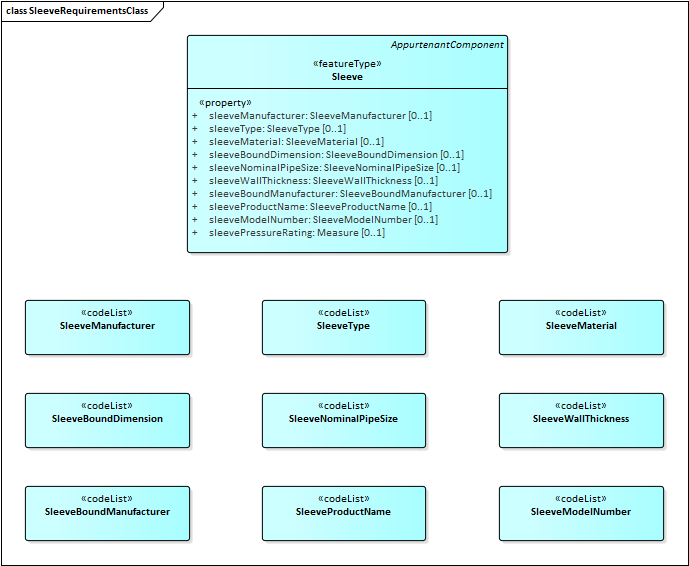 class SleeveRequirementsClass
AppurtenantComponent
«featureType»
Sleeve
«property»
+ sleeveManufacturer: SleeveManufacturer [0..1]
+ sleeveType: SleeveType [0..1]
+ sleeveMaterial: SleeveMaterial [0..1]
+ sleeveBoundDimension: SleeveBoundDimension [0..1]
+ sleeveNominalPipeSize: SleeveNominalPipeSize [0..1]
+ sleeveWallThickness: SleeveWallThickness [0..1]
+ sleeveBoundManufacturer: SleeveBoundManufacturer [0..1]
+ sleeveProductName: SleeveProductName [0..1]
+ sleeveModelNumber: SleeveModelNumber [0..1]
+ sleevePressureRating: Measure [0..1]
«codeList»
SleeveManufacturer
«codeList»
SleeveType
«codeList»
SleeveMaterial
«codeList»
SleeveBoundDimension
«codeList»
SleeveNominalPipeSize
«codeList»
SleeveWallThickness
«codeList»
SleeveBoundManufacturer
«codeList»
SleeveProductName
«codeList»
SleeveModelNumber